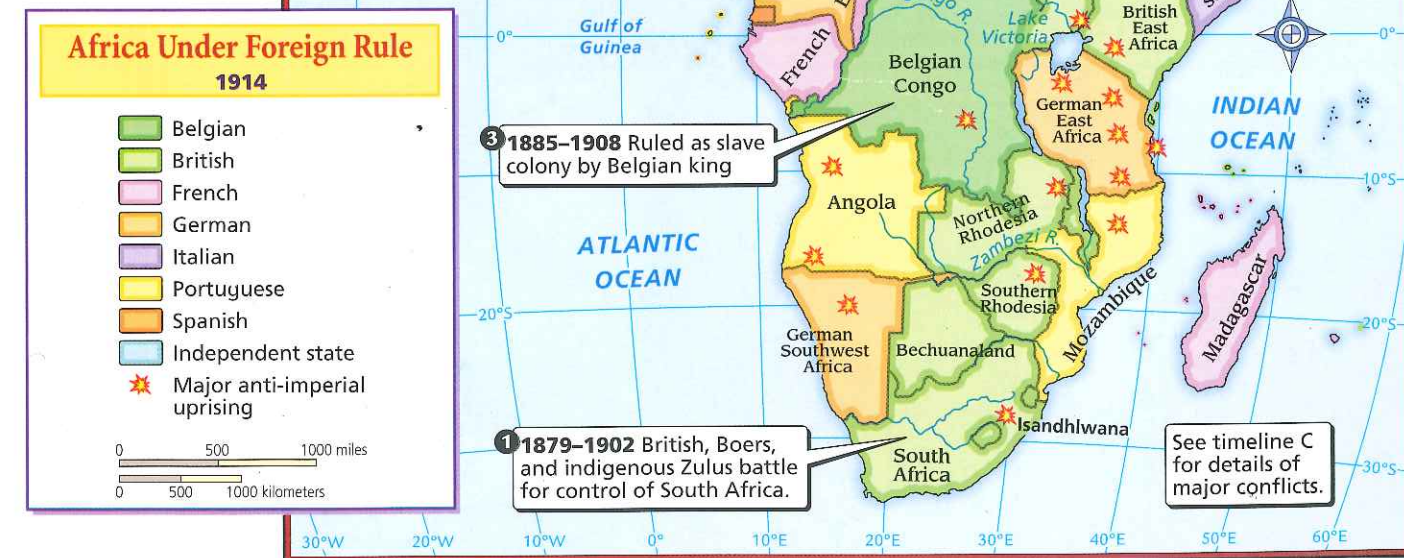 Africa Under Foreign Rule
1914
Belgian
British
French
German
Italian
Portuguese
Spanish
Independent state
Major anti-imperial
uprising
0 500 1000 miles
0 500 1000 kilometers
0°
Gulf of
Guinea
French
Lake
Victoria
British
East
Africa
0°
Belgian
Congo
German
East
Africa
INDIAN
OCEAN
3 1885–1908 Ruled as slave
colony by Belgian king
10°S
Angola
Northern
Rhodesia
Zambezi R.
ATLANTIC
OCEAN
Southern
Rhodesia
Mozambique
Madagascar
20°S
20°S
German
Southwest
Africa
Bechuanaland
Isandhlwana
1 1879–1902 British, Boers,
and indigenous Zulus battle
for control of South Africa.
South
Africa
See timeline C
for details of
major conflicts.
30°S
30°W 20°W 10°W 0° 10°E 20°E 30°E 40°E 50°E 60°E